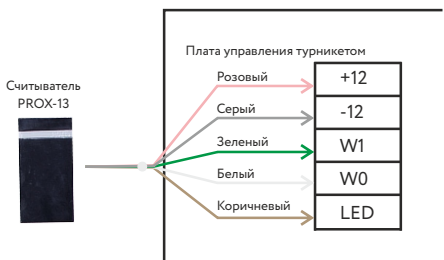 Плата управления турникетом
Считыватель
PROX-13
Розовый
+12
Серый
-12
Зеленый
W1
Белый
W0
Коричневый
LED